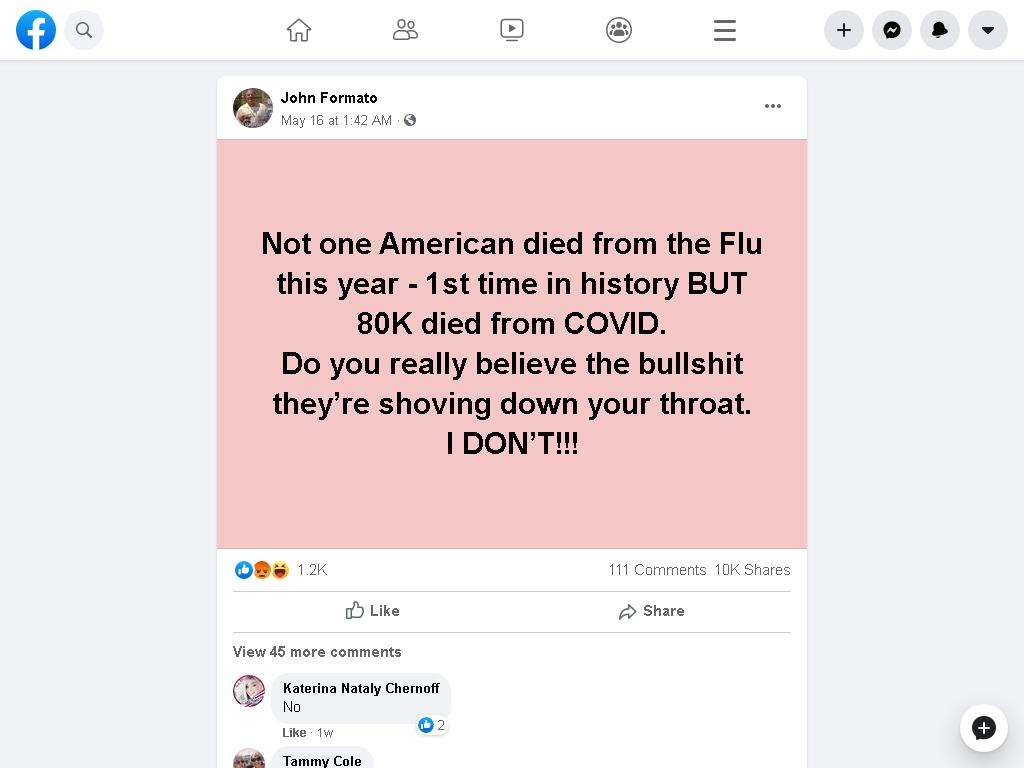 John Formato
May 16 at 1:42 AM ·
Not one American died from the Flu
this year - 1st time in history BUT
80K died from COVID.
Do you really believe the bullshit
they’re shoving down your throat.
I DON’T!!!
1.2K
111 Comments 10K Shares
Like
Share
View 45 more comments
Katerina Nataly Chernoff
No
2
Like · 1w
Tammy Cole